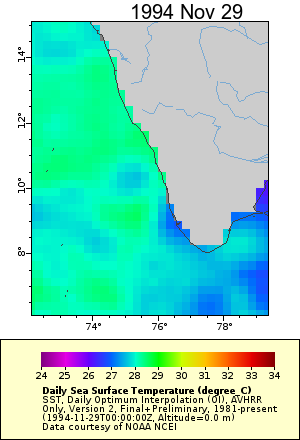 1994 Nov 29
14°
12°
10°
8°
74°
76°
78°
24 25 26 27 28 29 30 31 32 33 34
Daily Sea Surface Temperature (degree_C)
SST, Daily Optimum Interpolation (OI), AVHRR
Only, Version 2, Final+Preliminary, 1981-present
(1994-11-29T00:00:00Z, Altitude=0.0 m)
Data courtesy of NOAA NCEI